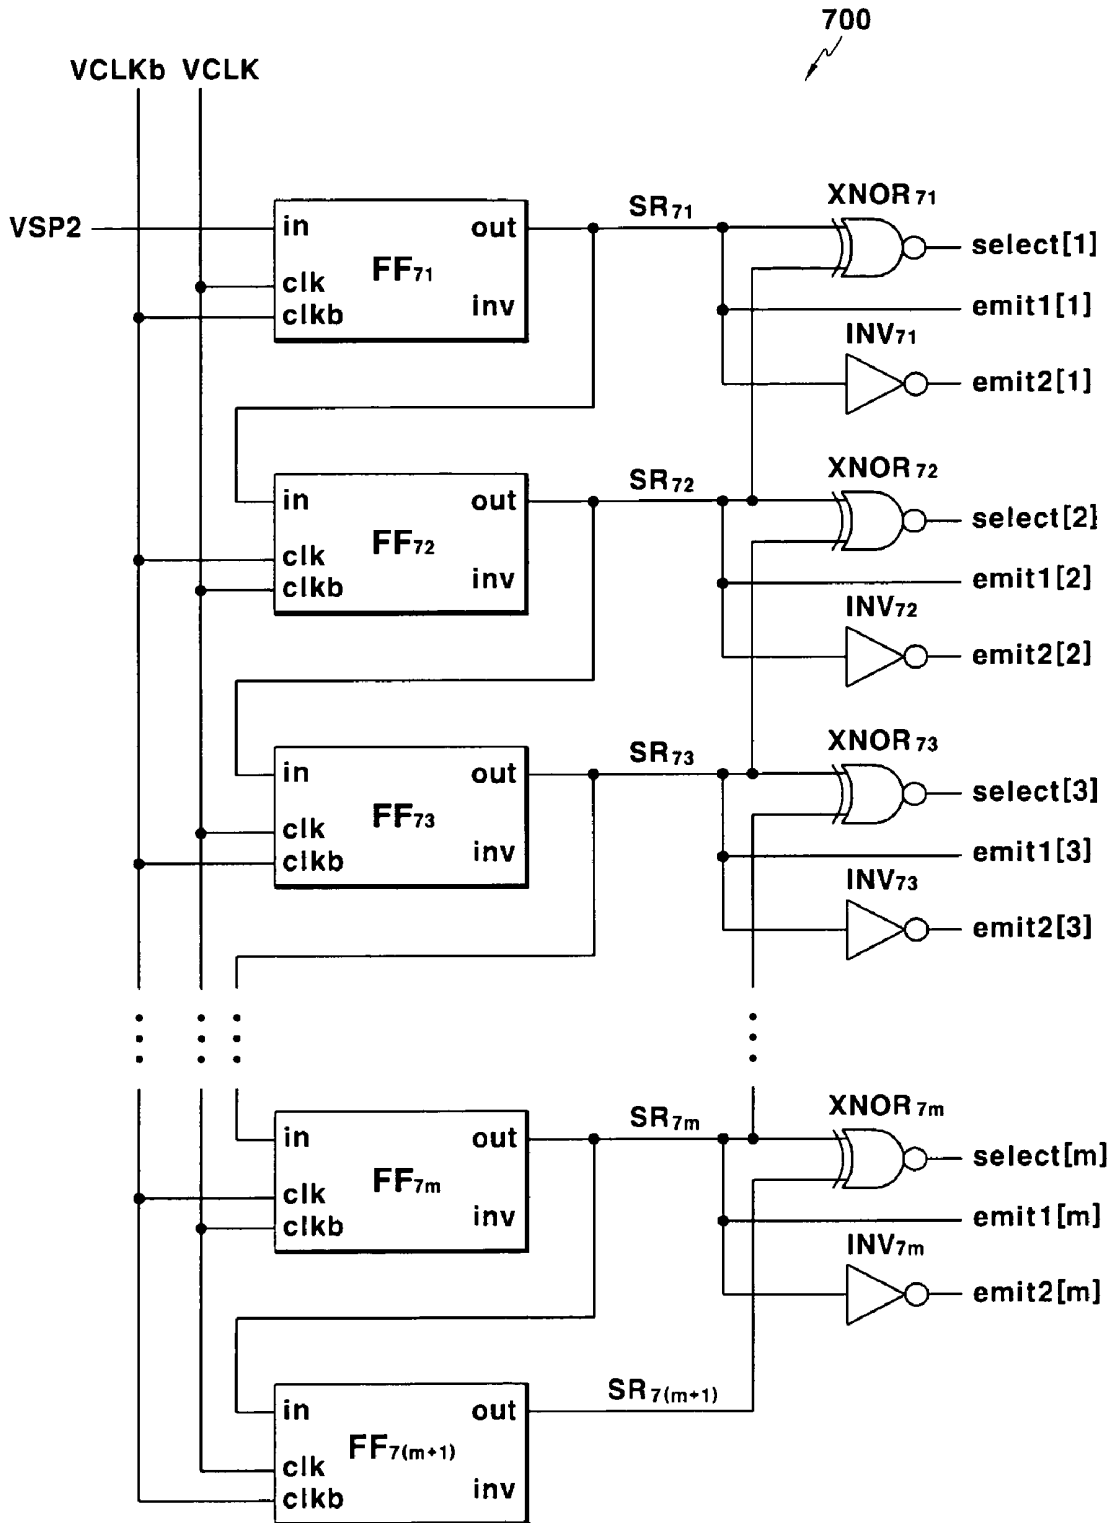 700
VCLKb VCLK
VSP2
in
out
clk
clkb
inv
FF71
SR71
XNOR71
select[1]
emit1[1]
INV71
emit2[1]
in
out
clk
clkb
inv
FF72
SR72
XNOR72
select[2]
emit1[2]
INV72
emit2[2]
in
out
clk
clkb
inv
FF73
SR73
XNOR73
select[3]
emit1[3]
INV73
emit2[3]
in
out
clk
clkb
inv
FF7m
SR7m
XNOR7m
select[m]
emit1[m]
INV7m
emit2[m]
in
out
clk
clkb
inv
FF7(m+1)
SR7(m+1)